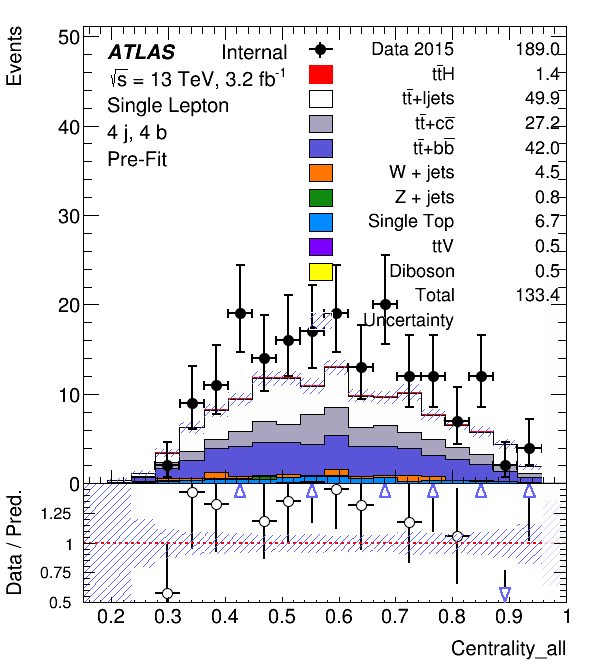 Events
50
40
30
20
10
0
ATLAS Internal
√s = 13 TeV, 3.2 fb-1
Single Lepton
4 j, 4 b
Pre-Fit
Data 2015 189.0
tt̄H 1.4
tt̄+ljets 49.9
tt̄+cc̄ 27.2
tt̄+bb̄ 42.0
W + jets 4.5
Z + jets 0.8
Single Top 6.7
ttV 0.5
Diboson 0.5
Total 133.4
Uncertainty
Data / Pred.
1.25
1
0.75
0.5
0.2 0.3 0.4 0.5 0.6 0.7 0.8 0.9 1
Centrality_all